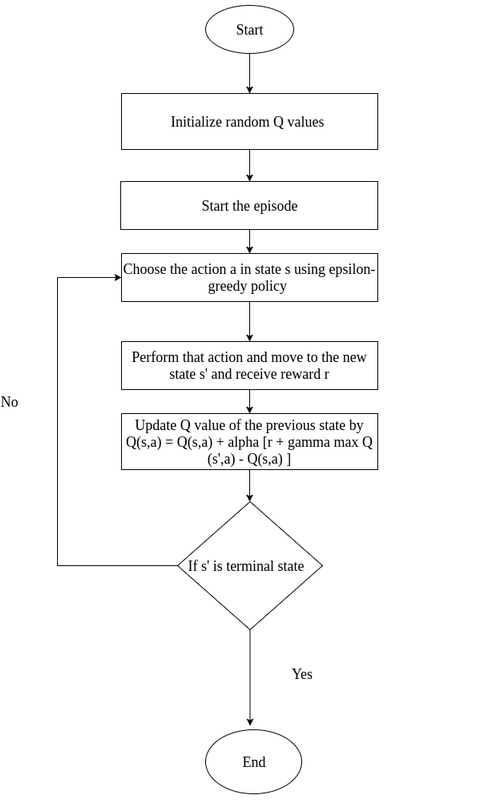 Start
Initialize random Q values
Start the episode
Choose the action a in state s using epsilon-
greedy policy
Perform that action and move to the new
state s' and receive reward r
No
Update Q value of the previous state by
Q(s,a) = Q(s,a) + alpha [r + gamma max Q
(s',a) - Q(s,a) ]
If s' is terminal state
Yes
End